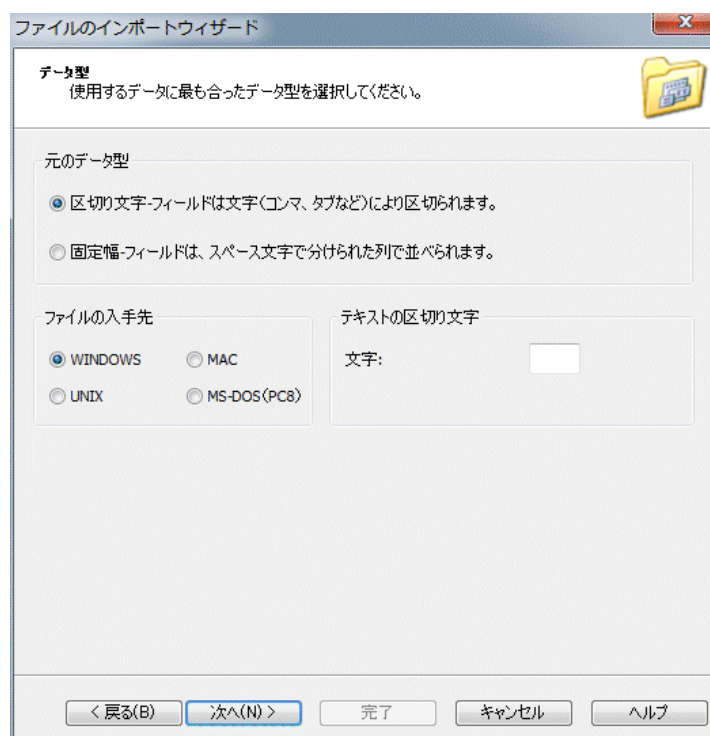 ファイルのインポートウィザード
データ型
使用するデータに最も合ったデータ型を選択してください。
元のデータ型
区切り文字-フィールドは文字(コンマ、タブなど)により区切られます。
固定幅-フィールドは、スペース文字で分けられた列で並べられます。
ファイルの入手先
WINDOWS
MAC
UNIX
MS-DOS(PC8)
テキストの区切り文字
文字:
< 戻る(B)
次へ(N) >
完了
キャンセル
ヘルプ